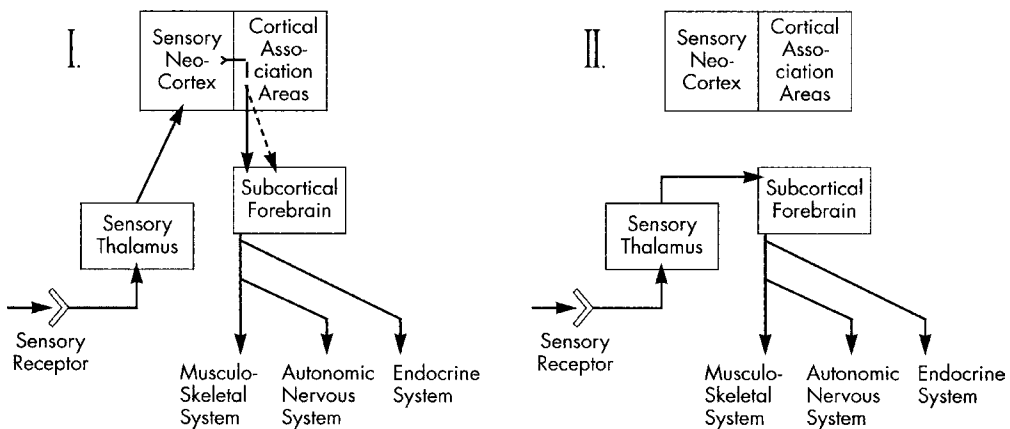 I.
Sensory
Neo-
Cortex
Cortical
Asso-
ciation
Areas
Subcortical
Forebrain
Sensory
Thalamus
Sensory
Receptor
Musculo-
Skeletal
System
Autonomic
Nervous
System
Endocrine
System
II.
Sensory
Neo-
Cortex
Cortical
Asso-
ciation
Areas
Subcortical
Forebrain
Sensory
Thalamus
Sensory
Receptor
Musculo-
Skeletal
System
Autonomic
Nervous
System
Endocrine
System